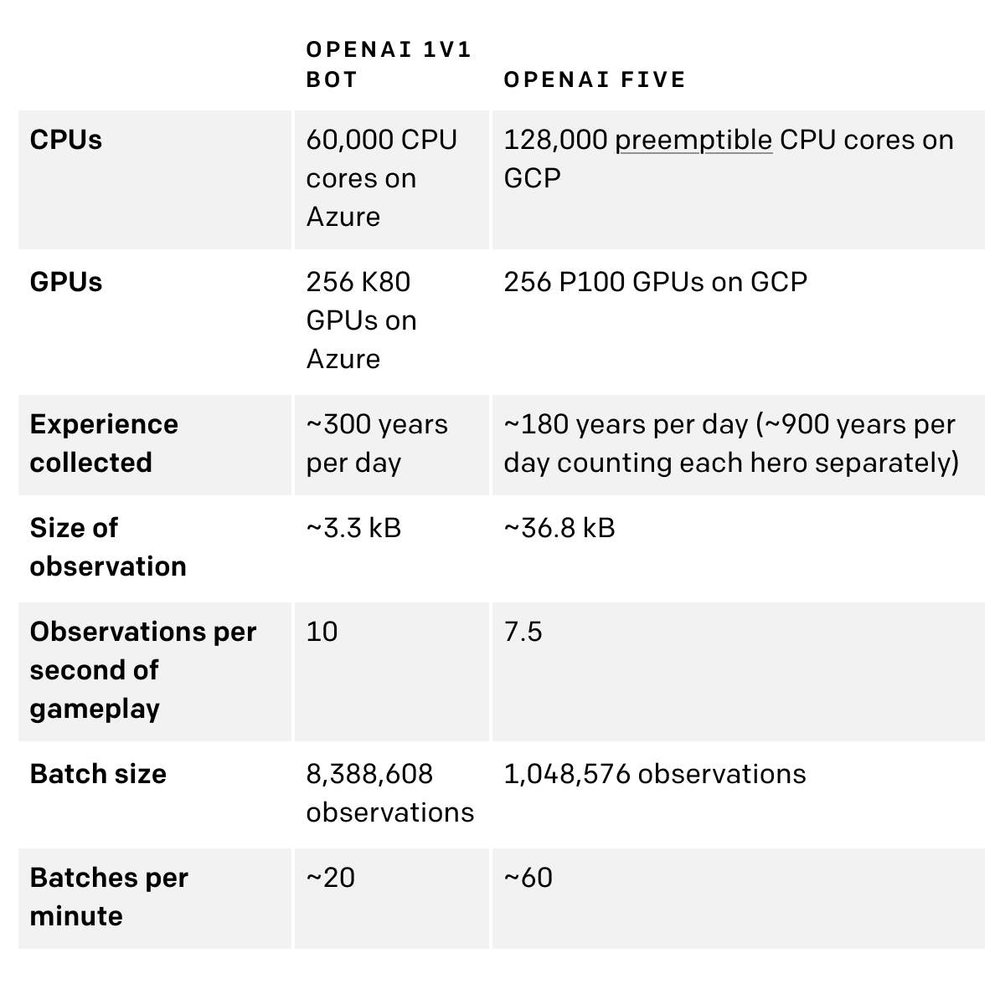 OPENAI 1V1
BOT
OPENAI FIVE
CPUs
60,000 CPU
cores on
Azure
128,000 preemptible CPU cores on
GCP
GPUs
256 K80
GPUs on
Azure
256 P100 GPUs on GCP
Experience
collected
~300 years
per day
~180 years per day (~900 years per
day counting each hero separately)
Size of
observation
~3.3 kB
~36.8 kB
Observations per
second of
gameplay
10
7.5
Batch size
8,388,608
observations
1,048,576 observations
Batches per
minute
~20
~60